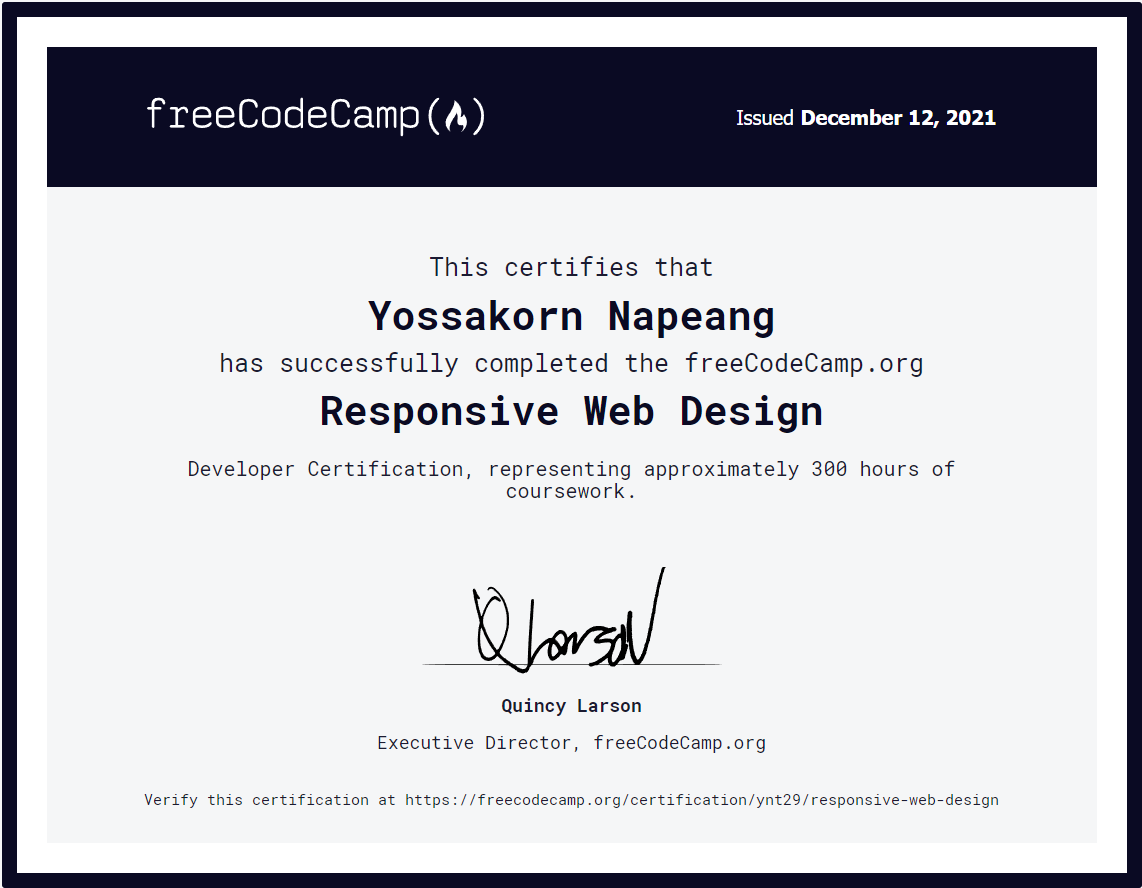 freeCodeCamp
Issued December 12, 2021
This certifies that
Yossakorn Napeang
has successfully completed the freeCodeCamp.org
Responsive Web Design
Developer Certification, representing approximately 300 hours of
coursework.
Q Larson
Quincy Larson
Executive Director, freeCodeCamp.org
Verify this certification at https://freecodecamp.org/certification/ynt29/responsive-web-design